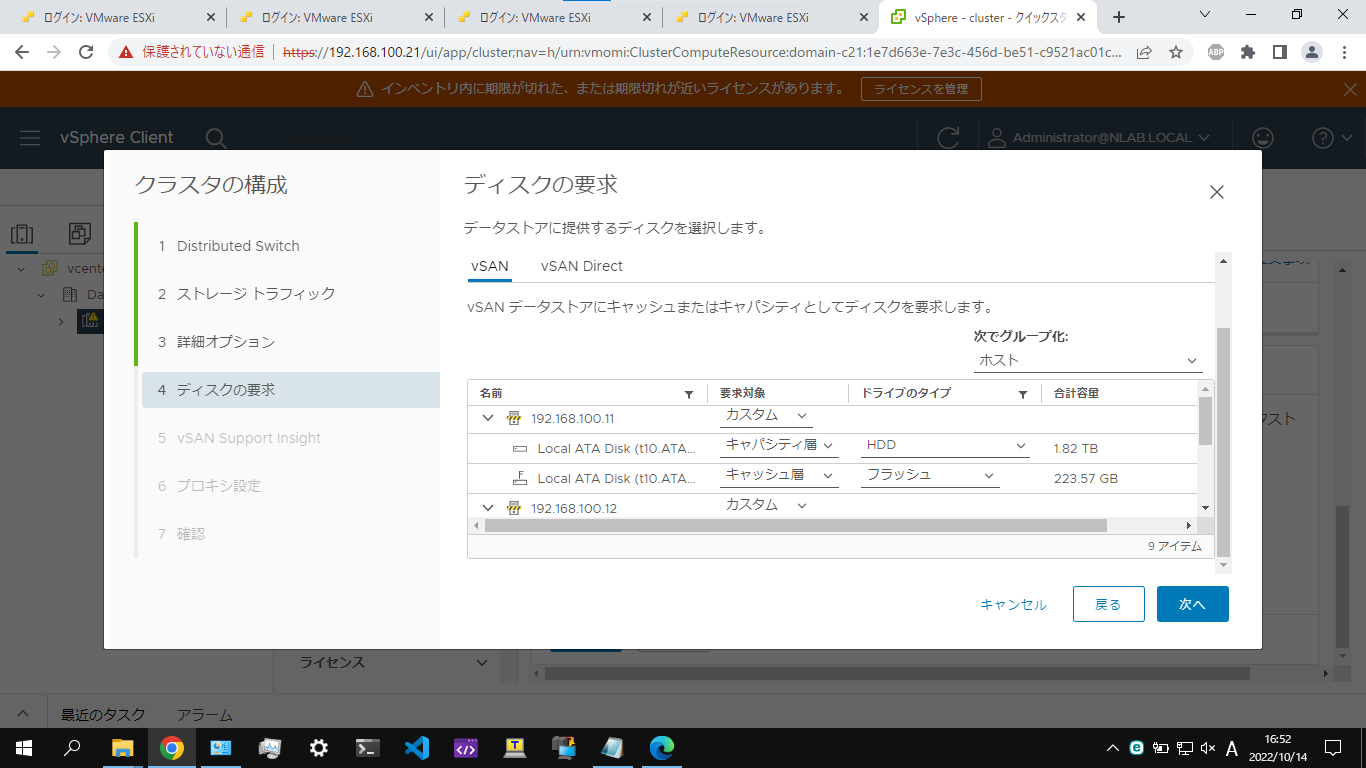 ログイン: VMware ESXi
ログイン: VMware ESXi
ログイン: VMware ESXi
ログイン: VMware ESXi
vSphere - cluster - クイックスタ
保護されていない通信
https://192.168.100.21/ui/app/cluster;nav=h/urn:vmomi:ClusterComputeResource:domain-c21:1e7d663e-7e3c-456d-be51-c9521ac01c...
ABP
インベントリ内に期限が切れた、または期限切れが近いライセンスがあります。
ライセンスを管理
vSphere Client
Administrator@NLAB.LOCAL
クラスタの構成
1 Distributed Switch
2 ストレージ トラフィック
3 詳細オプション
4 ディスクの要求
5 vSAN Support Insight
6 プロキシ設定
7 確認
ディスクの要求
データストアに提供するディスクを選択します。
vSAN
vSAN Direct
vSAN データストアにキャッシュまたはキャパシティとしてディスクを要求します。
次でグループ化:
ホスト
名前
要求対象
ドライブのタイプ
合計容量
192.168.100.11
カスタム
Local ATA Disk (t10.ATA...
キャパシティ層
HDD
1.82 TB
Local ATA Disk (t10.ATA...
キャッシュ層
フラッシュ
223.57 GB
192.168.100.12
カスタム
9 アイテム
キャンセル
戻る
次へ
vcente
Da
スト
ライセンス
最近のタスク
アラーム
A
16:52
2022/10/14